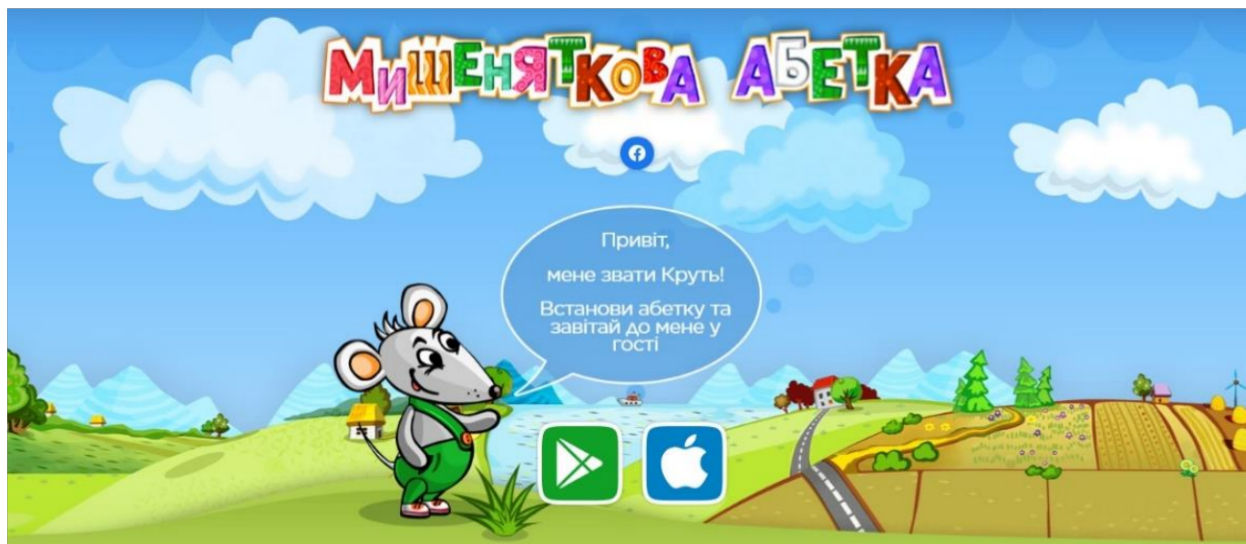 МИШЕНЯТКОВА АБЕТКА
Привіт,
мене звати Круть!
Встанови абетку та
завітай до мене у
гості